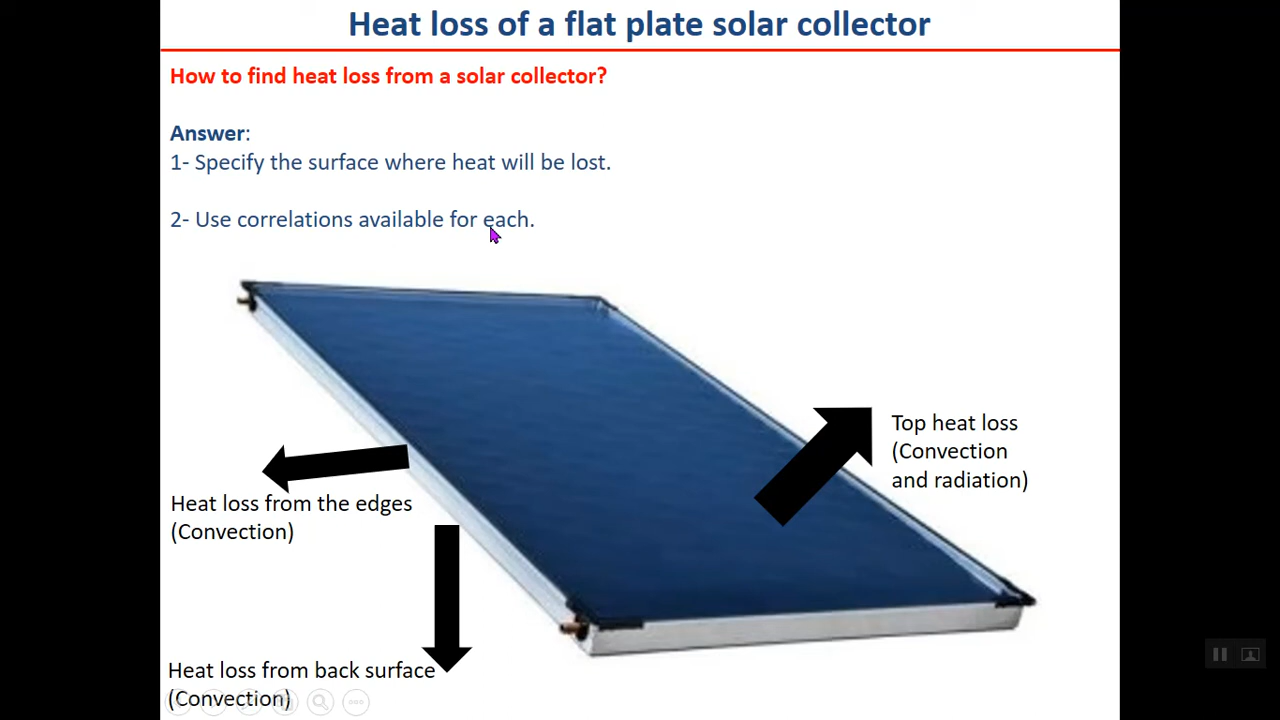 Heat loss of a flat plate solar collector
How to find heat loss from a solar collector?
Answer:
1- Specify the surface where heat will be lost.
2- Use correlations available for each.
Top heat loss
(Convection
and radiation)
Heat loss from the edges
(Convection)
Heat loss from back surface
(Convection)